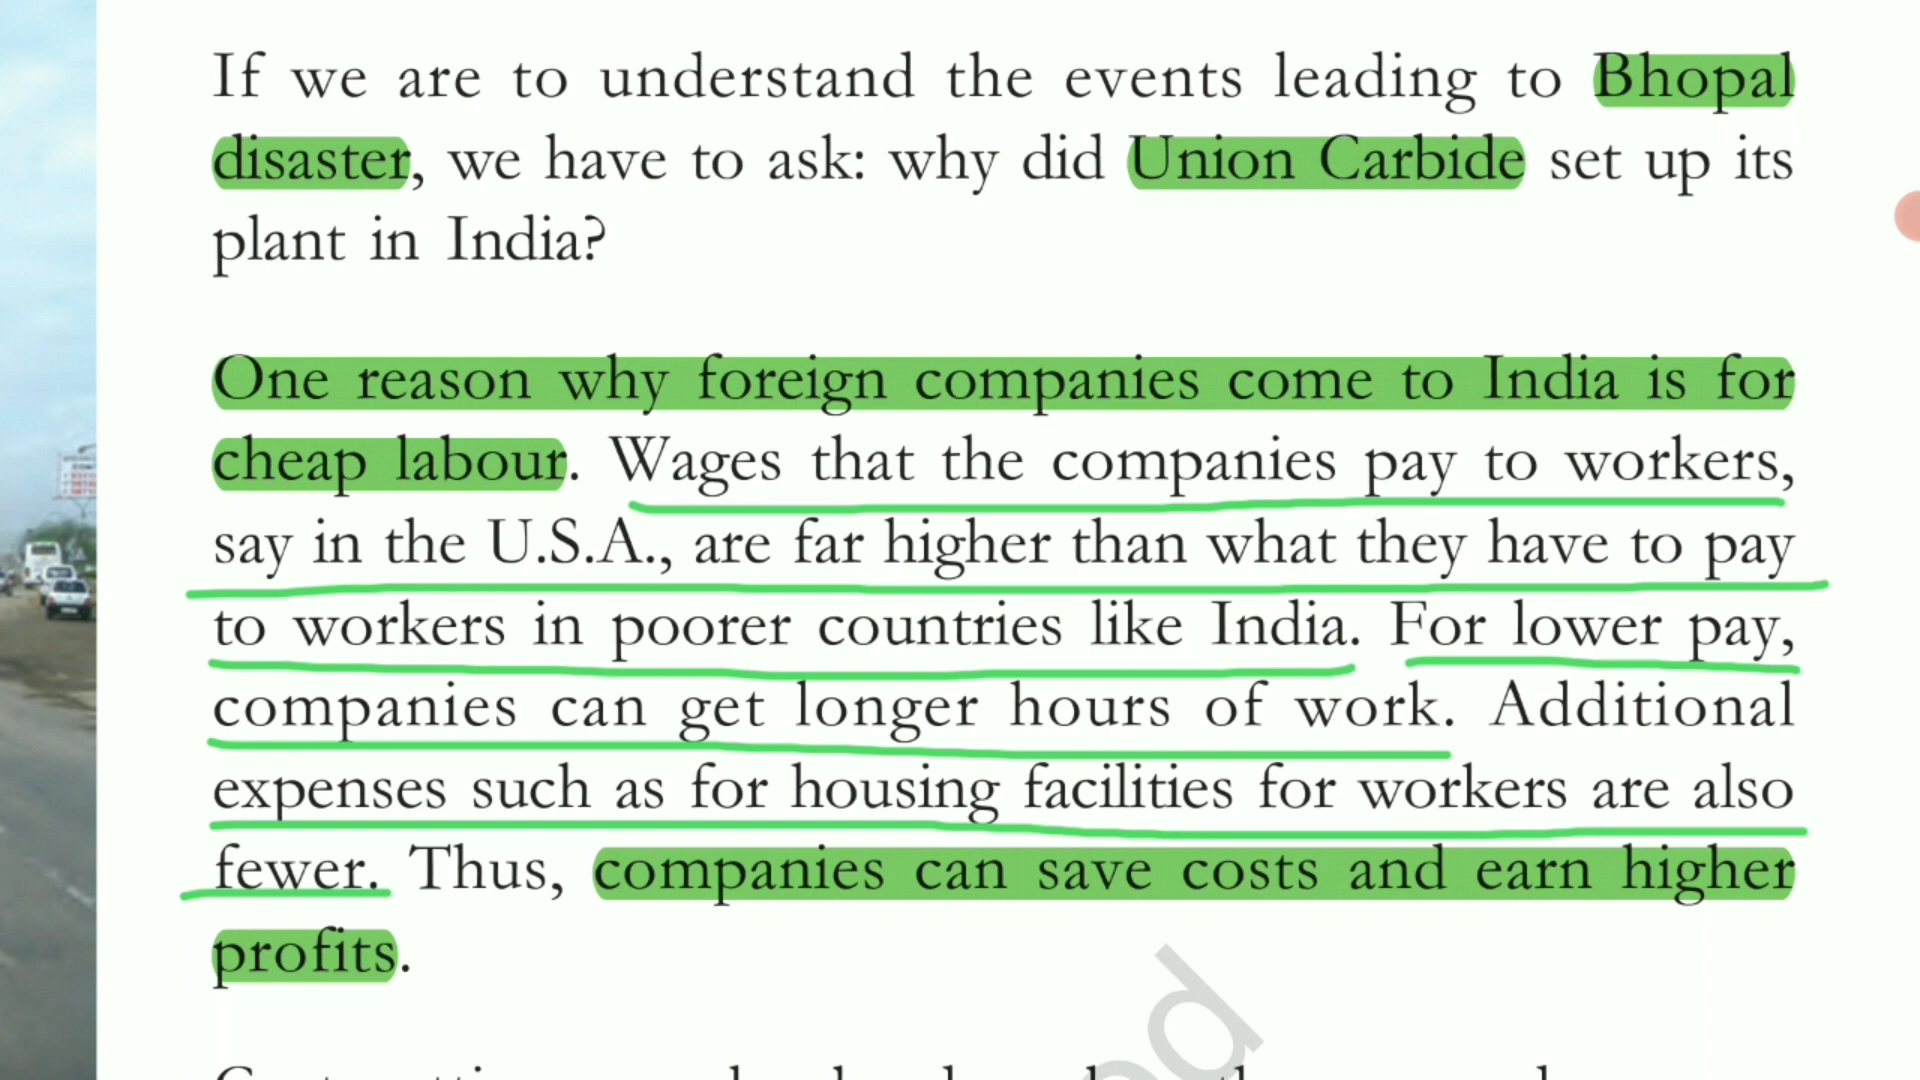 If we are to understand the events leading to Bhopal
disaster, we have to ask: why did Union Carbide set up its
plant in India?
One reason why foreign companies come to India is for
cheap labour. Wages that the companies pay to workers,
say in the U.S.A., are far higher than what they have to pay
to workers in poorer countries like India. For lower pay,
companies can get longer hours of work. Additional
expenses such as for housing facilities for workers are also
fewer. Thus, companies can save costs and earn higher
profits.